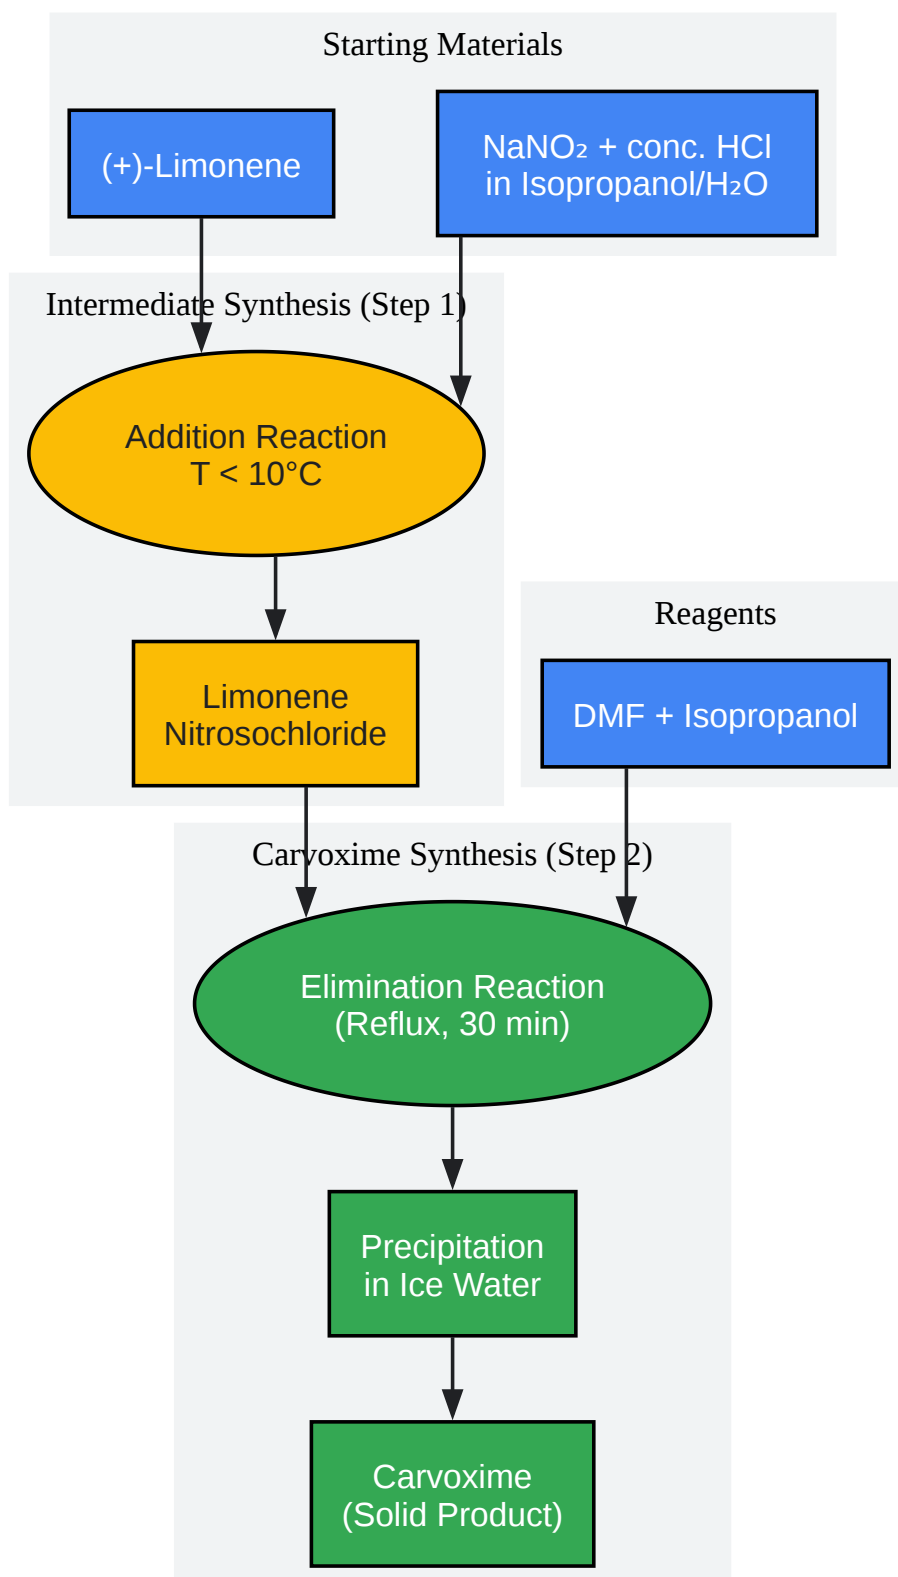 Starting Materials
(+)-Limonene
NaNO₂ + conc. HCl
in Isopropanol/H₂O
Intermediate Synthesis (Step 1)
Addition Reaction
T < 10°C
Limonene
Nitrosochloride
Reagents
DMF + Isopropanol
Carvoxime Synthesis (Step 2)
Elimination Reaction
(Reflux, 30 min)
Precipitation
in Ice Water
Carvoxime
(Solid Product)